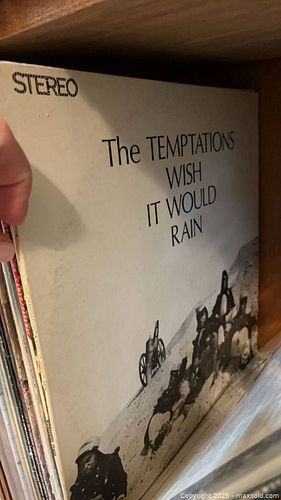 STEREO
The TEMPTATIONS
WISH
IT WOULD
RAIN
Copyright 2025 - maxsold.com